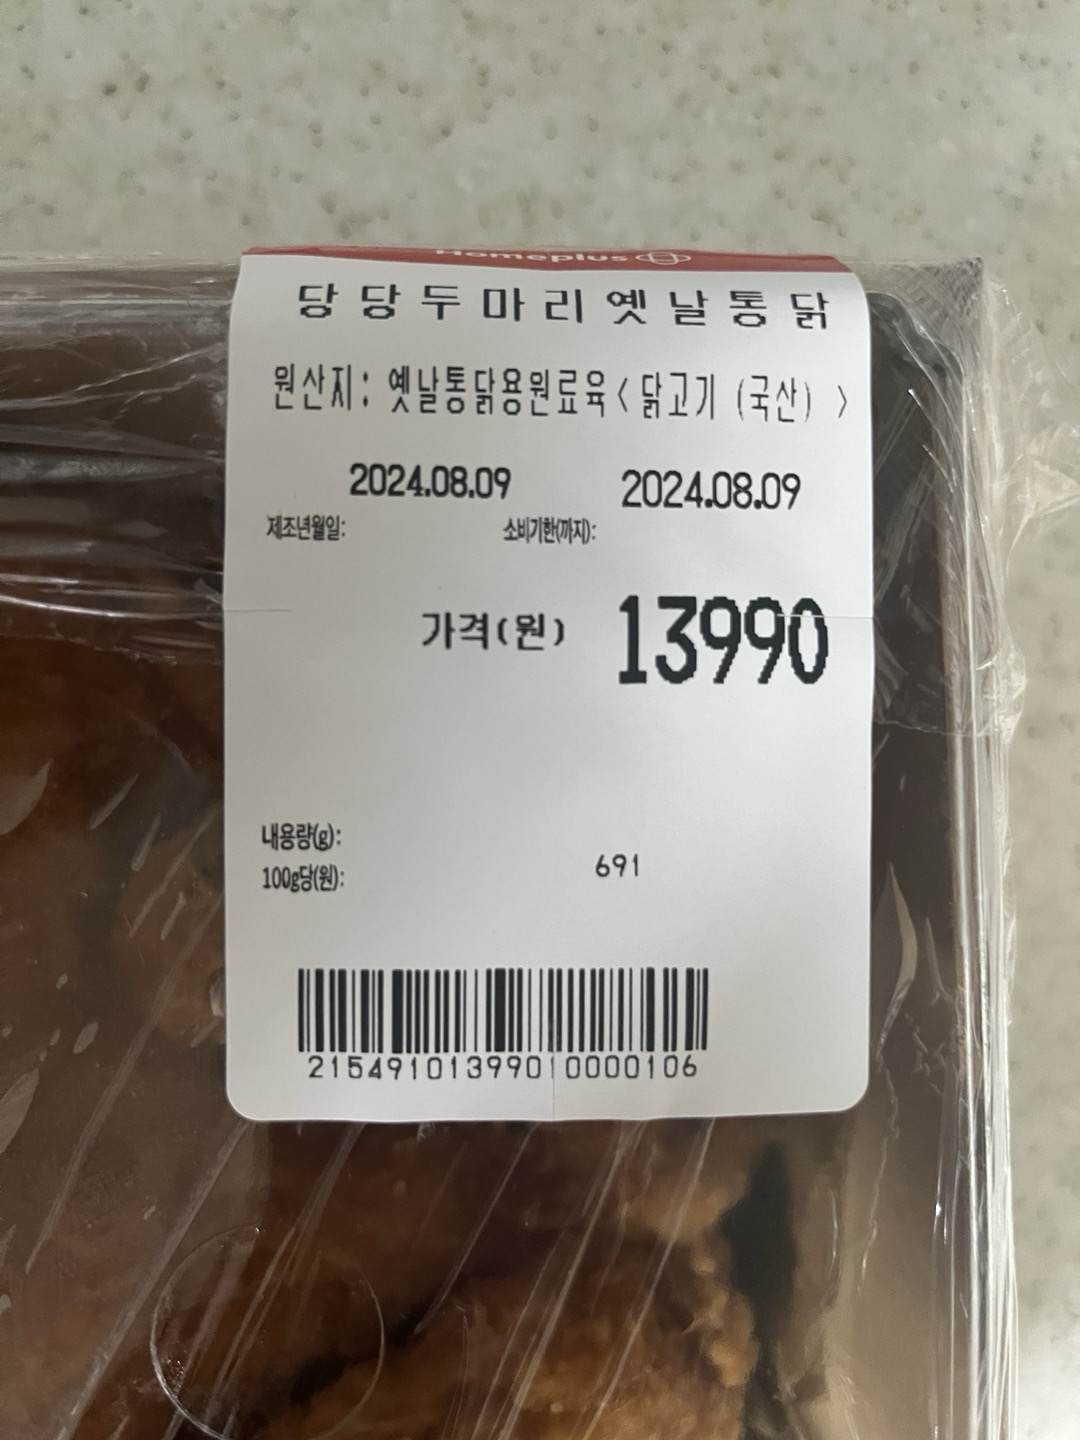 Homeplus
당당두마리옛날통닭
원산지: 옛날통닭용원료육<닭고기 (국산) >
2024.08.09 2024.08.09
제조년월일: 소비기한(까지):
가격(원) 13990
내용량(g):
100g당(원): 691
21549101399010000106